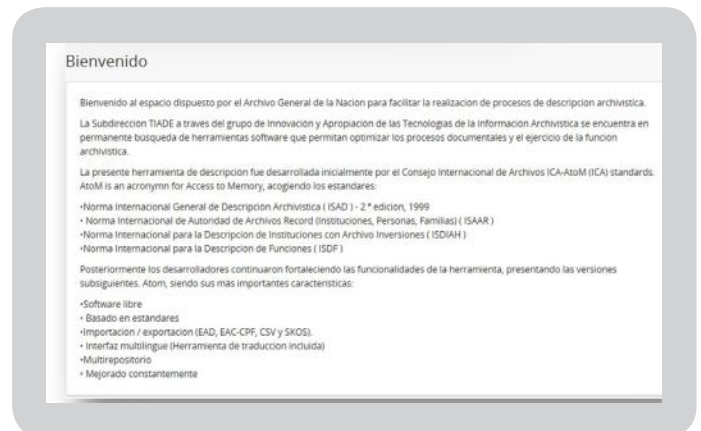 Bienvenido
Bienvenido al espacio dispuesto por el Archivo General de la Nacion para facilitar la realizacion de procesos de descripcion archivistica.
La Subdireccion TIADE a traves del grupo de Innovacion y Apropiacion de las Tecnologias de la Informacion Archivistica se encuentra en
permanente búsqueda de herramientas software que permitan optimizar los procesos documentales y el ejercicio de la función
archivistica.
La presente herramienta de descripción fue desarrollada inicialmente por el Consejo Internacional de Archivos ICA-AtoM (ICA) standards.
AtoM is an acronymn for Access to Memory, acogiendo los estandares:
•Norma Internacional General de Descripcion Archivistica ( ISAD ) - 2 ª edicion, 1999
• Norma Internacional de Autoridad de Archivos Record (Instituciones, Personas, Familias) ( ISAAR )
•Norma Internacional para la Descripcion de Instituciones con Archivo Inversiones ( ISDIAH )
•Norma Internacional para la Descripcion de Funciones ( ISDF )
Posteriormente los desarrolladores continuaron fortaleciendo las funcionalidades de la herramienta, presentando las versiones
subsiguientes. Atom, siendo sus mas importantes caracteristicas:
•Software libre
• Basado en estandares
•Importacion / exportacion (EAD, EAC-CPF, CSV y SKOS).
• Interfaz multilingue (Herramienta de traduccion incluida)
•Multirepositorio
• Mejorado constantemente